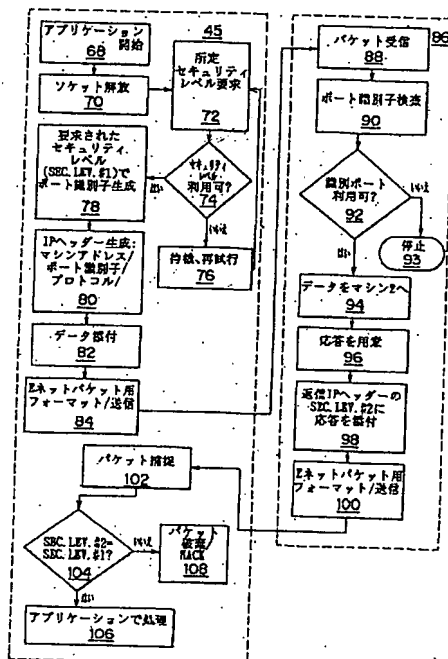 45
アプリケーション
開始
68
ソケット解放
70
所定
セキュリティ
レベル要求
72
セキュリティ
レベル
利用可?
74
はい
いいえ
待機、再試行
76
要求された
セキュリティ
レベル
(SEC.LEV.#1)で
ポート識別子生成
78
IPヘッダー生成:
マシンアドレス/
ポート識別子/
プロトコル/
80
データ添付
82
Eネットパケット用
フォーマット/送信
84
パケット捕捉
102
SEC.LEV.#2=
SEC.LEV.#1?
104
いいえ
はい
パケット
破棄/
NACK
108
アプリケーションで処理
106
86
パケット受信
88
ポート識別子検査
90
識別ポート
利用可?
92
いいえ
はい
停止
93
データをマシン2へ
94
応答を用意
96
返信IPヘッダーの
SEC.LEV.#2に
応答を添付
98
Eネットパケット用
フォーマット/送信
100